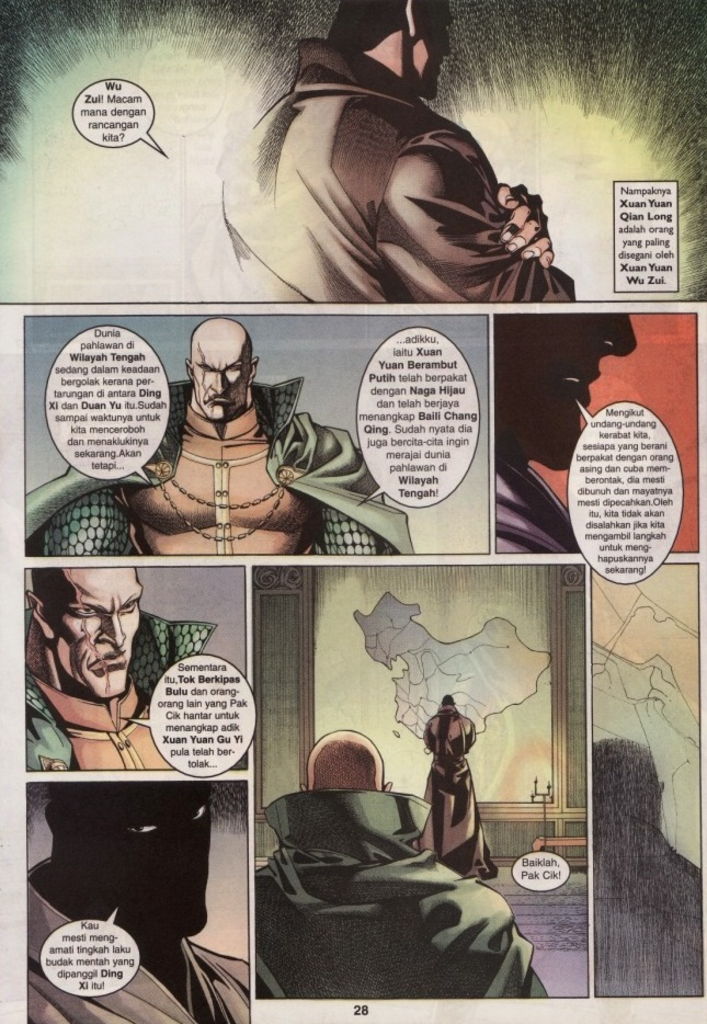 Wu
Zui! Macam
mana dengan
rancangan
kita?
Nampaknya
Xuan Yuan
Qian Long
adalah orang
yang paling
disegani oleh
Xuan Yuan
Wu Zui.
Dunia
pahlawan di
Wilayah Tengah
sedang dalam keadaan
bergolak kerana per-
tarungan di antara Ding
Xi dan Duan Yu itu.Sudah
sampai waktunya untuk
kita menceroboh
dan menaklukinya
sekarang.Akan
tetapi...
...adikku,
iaitu Xuan
Yuan Berambut
Putih telah berpakat
dengan Naga Hijau
dan telah berjaya
menangkap Baili Chang
Qing. Sudah nyata dia
juga bercita-cita ingin
merajai dunia
pahlawan di
Wilayah
Tengah!
Mengikut
undang-undang
kerabat kita,
sesiapa yang berani
berpakat dengan orang
asing dan cuba mem-
berontak, dia mesti
dibunuh dan mayatnya
mesti dipecahkan.Oleh
itu, kita tidak akan
disalahkan jika kita
mengambil langkah
untuk meng-
hapuskannya
sekarang!
Sementara
itu,Tok Berkipas
Bulu dan orang-
orang lain yang Pak
Cik hantar untuk
menangkap adik
Xuan Yuan Gu Yi
pula telah ber-
tolak...
Baiklah,
Pak Cik!
Kau
mesti meng-
amati tingkah laku
budak mentah yang
dipanggil Ding
Xi itu!
28